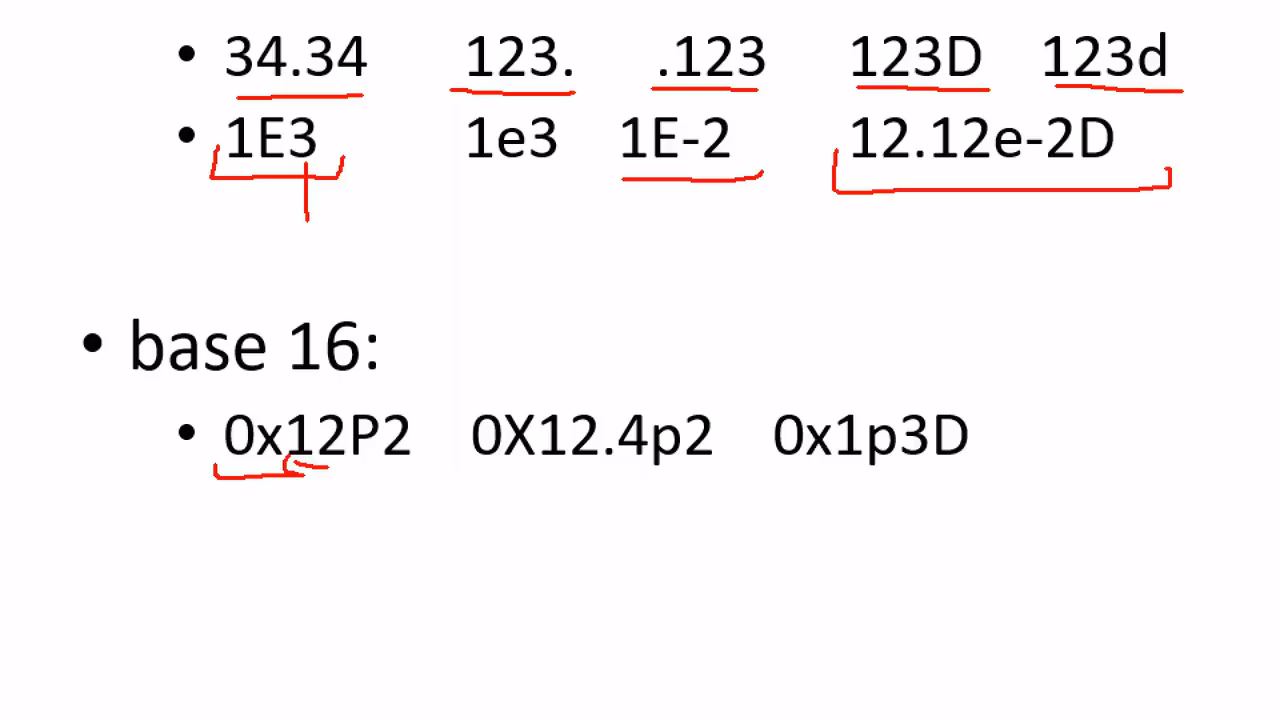 • 34.34 123. .123 123D 123d
• 1E3 1e3 1E-2 12.12e-2D
• base 16:
• 0x12P2 0X12.4p2 0x1p3D